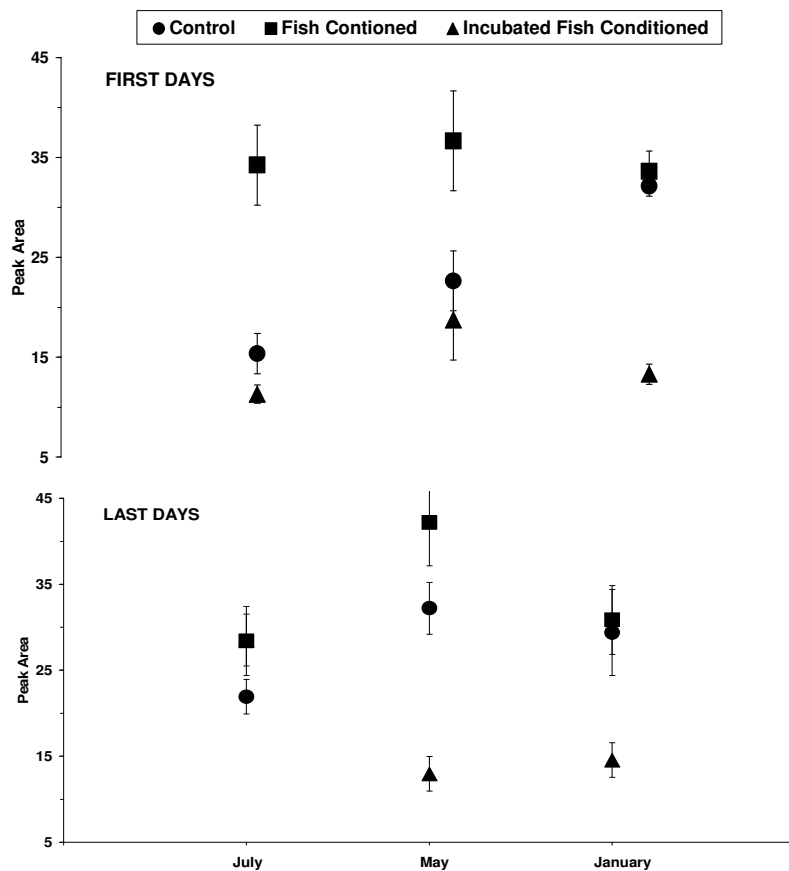 Control Fish Contioned Incubated Fish Conditioned
45
FIRST DAYS
35
Peak Area
25
15
5
45
LAST DAYS
35
Peak Area
25
15
5
July May January